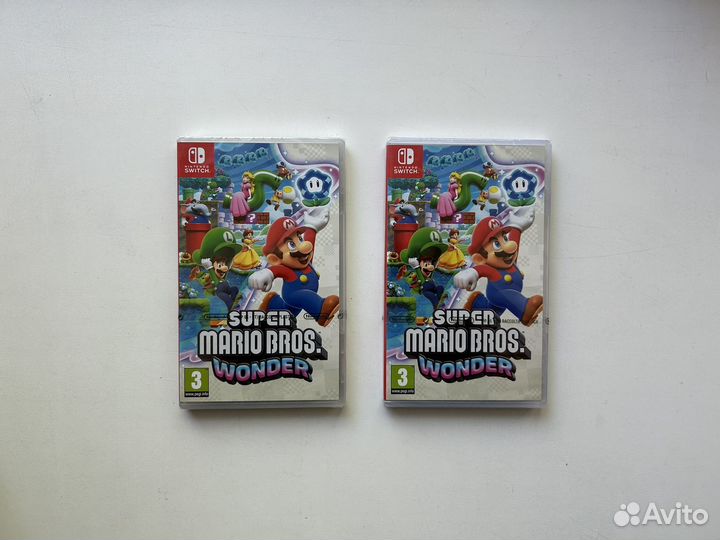 NINTENDO
SWITCH
SUPER
MARIO BROS.
WONDER
3
www.pegi.info
NINTENDO
SWITCH
SUPER
MARIO BROS.
WONDER
3
www.pegi.info
Avito